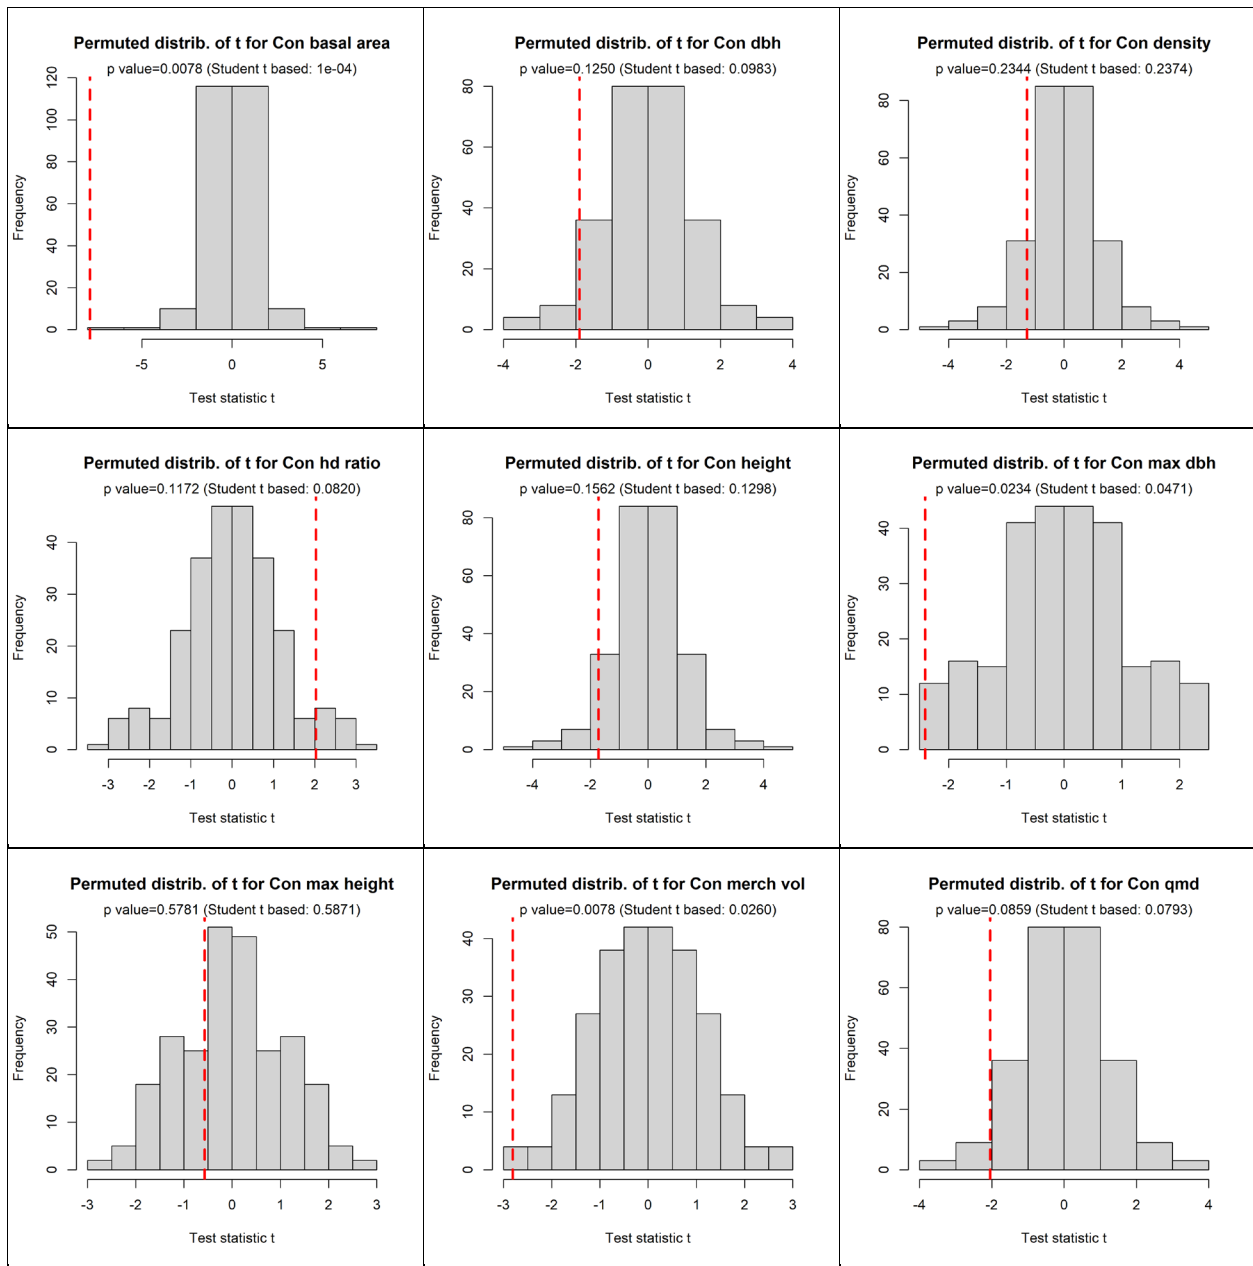 Permuted distrib. of t for Con basal area
p value=0.0078 (Student t based: 1e-04)
Frequency
0 20 40 60 80 100 120
-5 0 5
Test statistic t
Permuted distrib. of t for Con dbh
p value=0.1250 (Student t based: 0.0983)
Frequency
0 20 40 60 80
-4 -2 0 2 4
Test statistic t
Permuted distrib. of t for Con density
p value=0.2344 (Student t based: 0.2374)
Frequency
0 20 40 60 80
-4 -2 0 2 4
Test statistic t
Permuted distrib. of t for Con hd ratio
p value=0.1172 (Student t based: 0.0820)
Frequency
0 10 20 30 40
-3 -2 -1 0 1 2 3
Test statistic t
Permuted distrib. of t for Con height
p value=0.1562 (Student t based: 0.1298)
Frequency
0 20 40 60 80
-4 -2 0 2 4
Test statistic t
Permuted distrib. of t for Con max dbh
p value=0.0234 (Student t based: 0.0471)
Frequency
0 10 20 30 40
-2 -1 0 1 2
Test statistic t
Permuted distrib. of t for Con max height
p value=0.5781 (Student t based: 0.5871)
Frequency
0 10 20 30 40 50
-3 -2 -1 0 1 2 3
Test statistic t
Permuted distrib. of t for Con merch vol
p value=0.0078 (Student t based: 0.0260)
Frequency
0 10 20 30 40
-3 -2 -1 0 1 2 3
Test statistic t
Permuted distrib. of t for Con qmd
p value=0.0859 (Student t based: 0.0793)
Frequency
0 20 40 60 80
-4 -2 0 2 4
Test statistic t